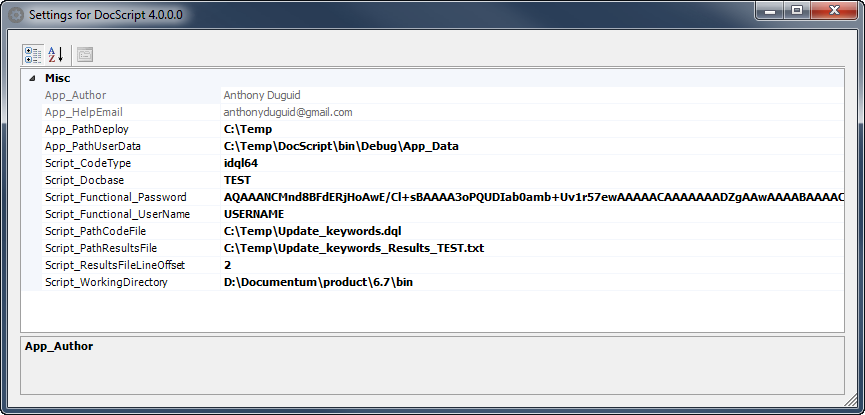 Settings for DocScript 4.0.0.0
Misc
App_Author Anthony Duguid
App_HelpEmail anthonyduguid@gmail.com
App_PathDeploy C:\Temp
App_PathUserData C:\Temp\DocScript\bin\Debug\App_Data
Script_CodeType idql64
Script_Docbase TEST
Script_Functional_Password AQAAANCMnd8BFdERjHoAwE/Cl+sBAAAA3oPQUDIab0amb+Uv1r57ewAAAAACAAAAAAADZgAAwAAAABAAAAC
Script_Functional_UserName USERNAME
Script_PathCodeFile C:\Temp\Update_keywords.dql
Script_PathResultsFile C:\Temp\Update_keywords_Results_TEST.txt
Script_ResultsFileLineOffset 2
Script_WorkingDirectory D:\Documentum\product\6.7\bin
App_Author